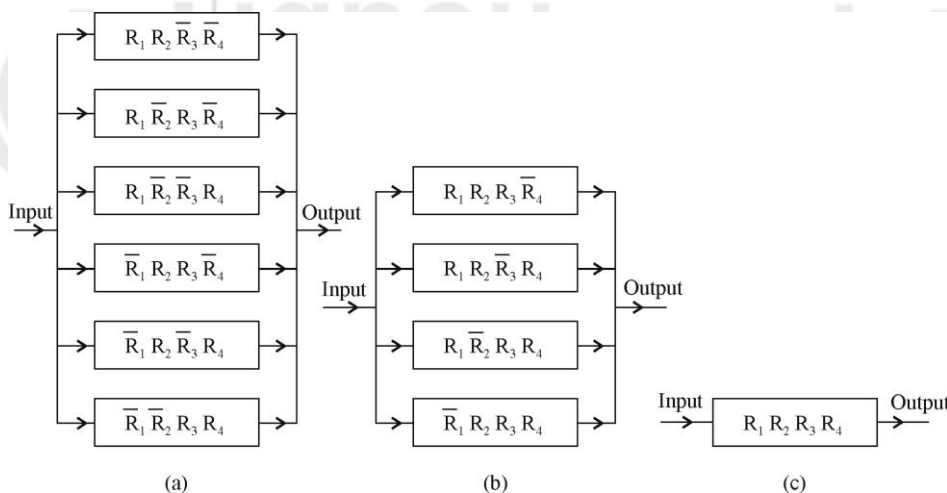 R₁ R₂ R̅₃ R̅₄
R₁ R̅₂ R₃ R̅₄
R₁ R̅₂ R̅₃ R₄
Input
Output
R̅₁ R₂ R₃ R̅₄
R̅₁ R₂ R̅₃ R₄
R̅₁ R̅₂ R₃ R₄
(a)
R₁ R₂ R₃ R̅₄
R₁ R₂ R̅₃ R₄
Input
Output
R₁ R̅₂ R₃ R₄
R̅₁ R₂ R₃ R₄
(b)
Input
R₁ R₂ R₃ R₄
Output
(c)